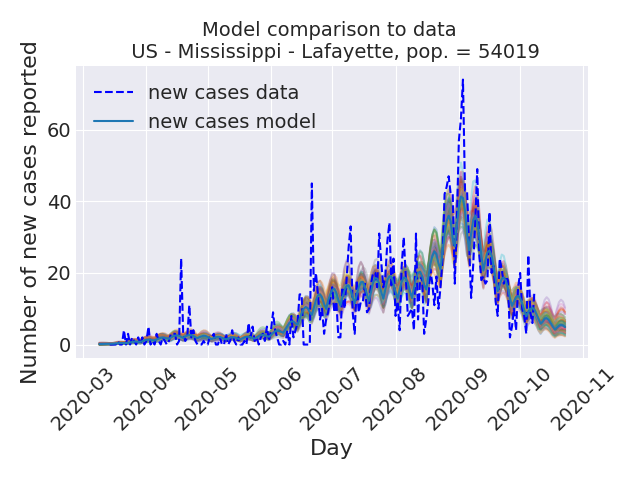 Model comparison to data
US - Mississippi - Lafayette, pop. = 54019
Number of new cases reported
new cases data
new cases model
60
40
20
0
2020-03
2020-04
2020-05
2020-06
2020-07
2020-08
2020-09
2020-10
2020-11
Day